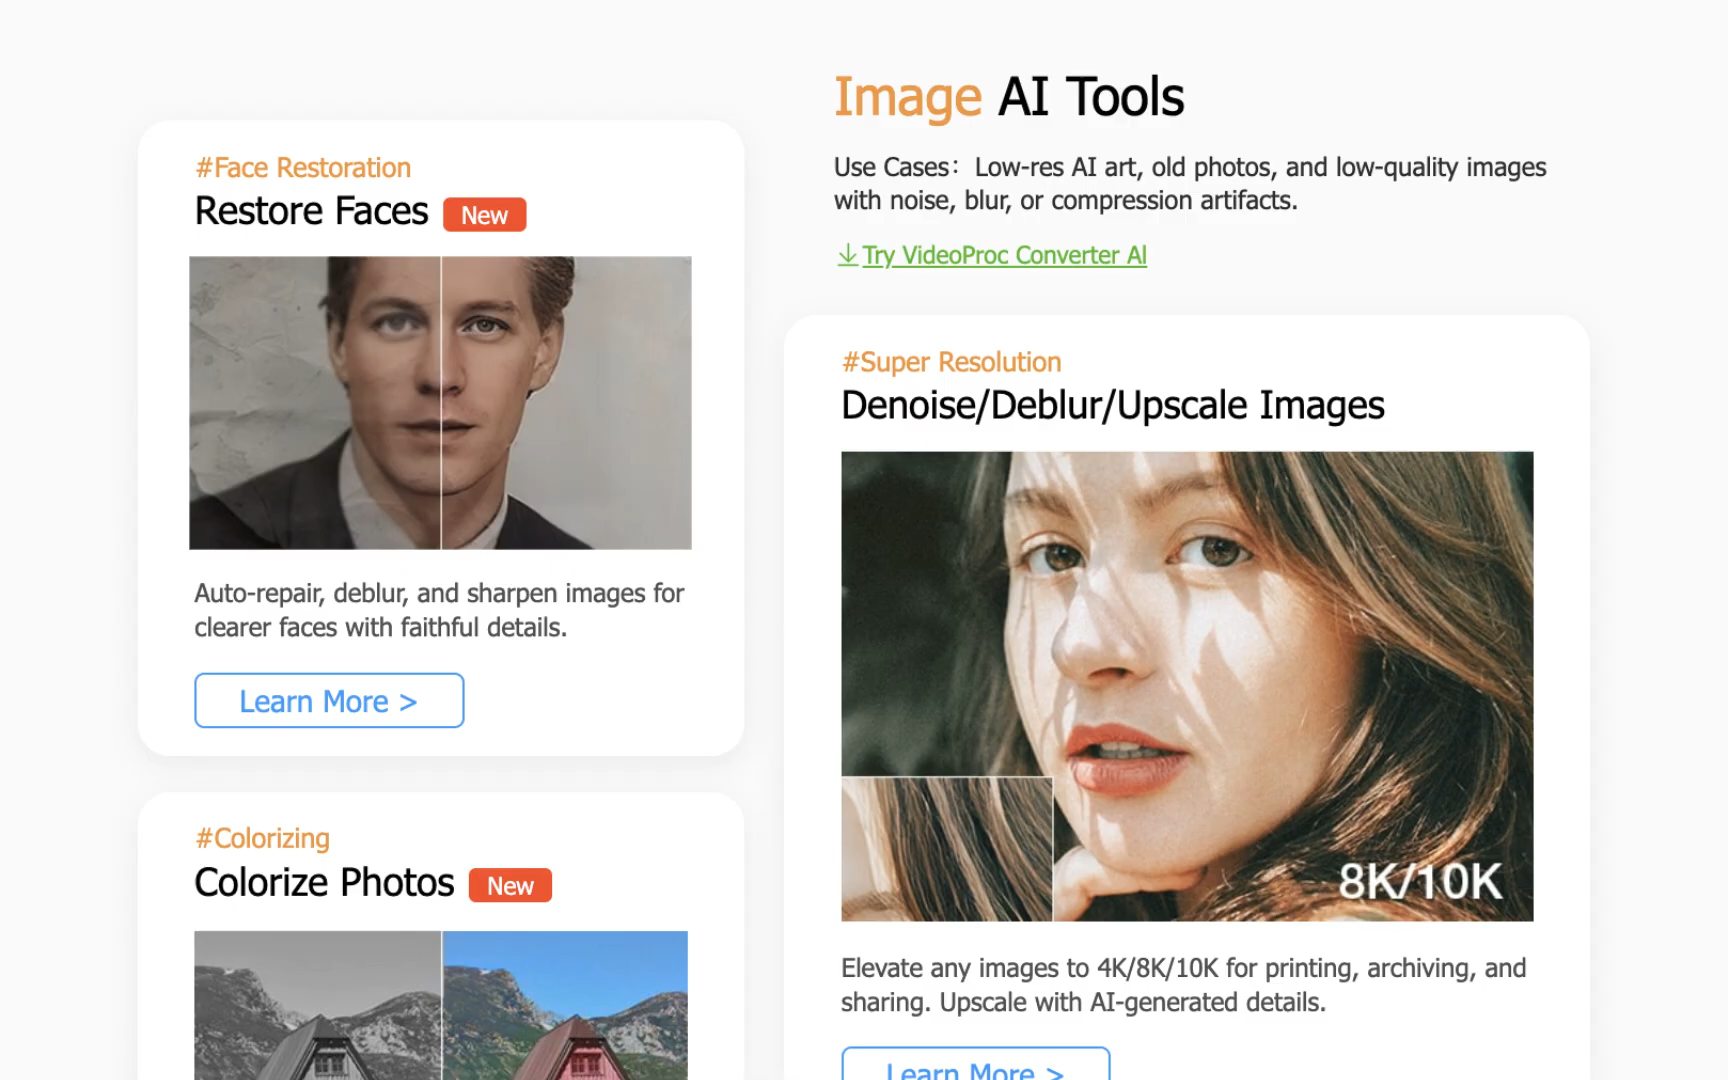 Image AI Tools
Use Cases：Low-res AI art, old photos, and low-quality images
with noise, blur, or compression artifacts.
Try VideoProc Converter AI
#Face Restoration
Restore Faces New
Auto-repair, deblur, and sharpen images for
clearer faces with faithful details.
Learn More >
#Super Resolution
Denoise/Deblur/Upscale Images
8K/10K
Elevate any images to 4K/8K/10K for printing, archiving, and
sharing. Upscale with AI-generated details.
Learn More >
#Colorizing
Colorize Photos New